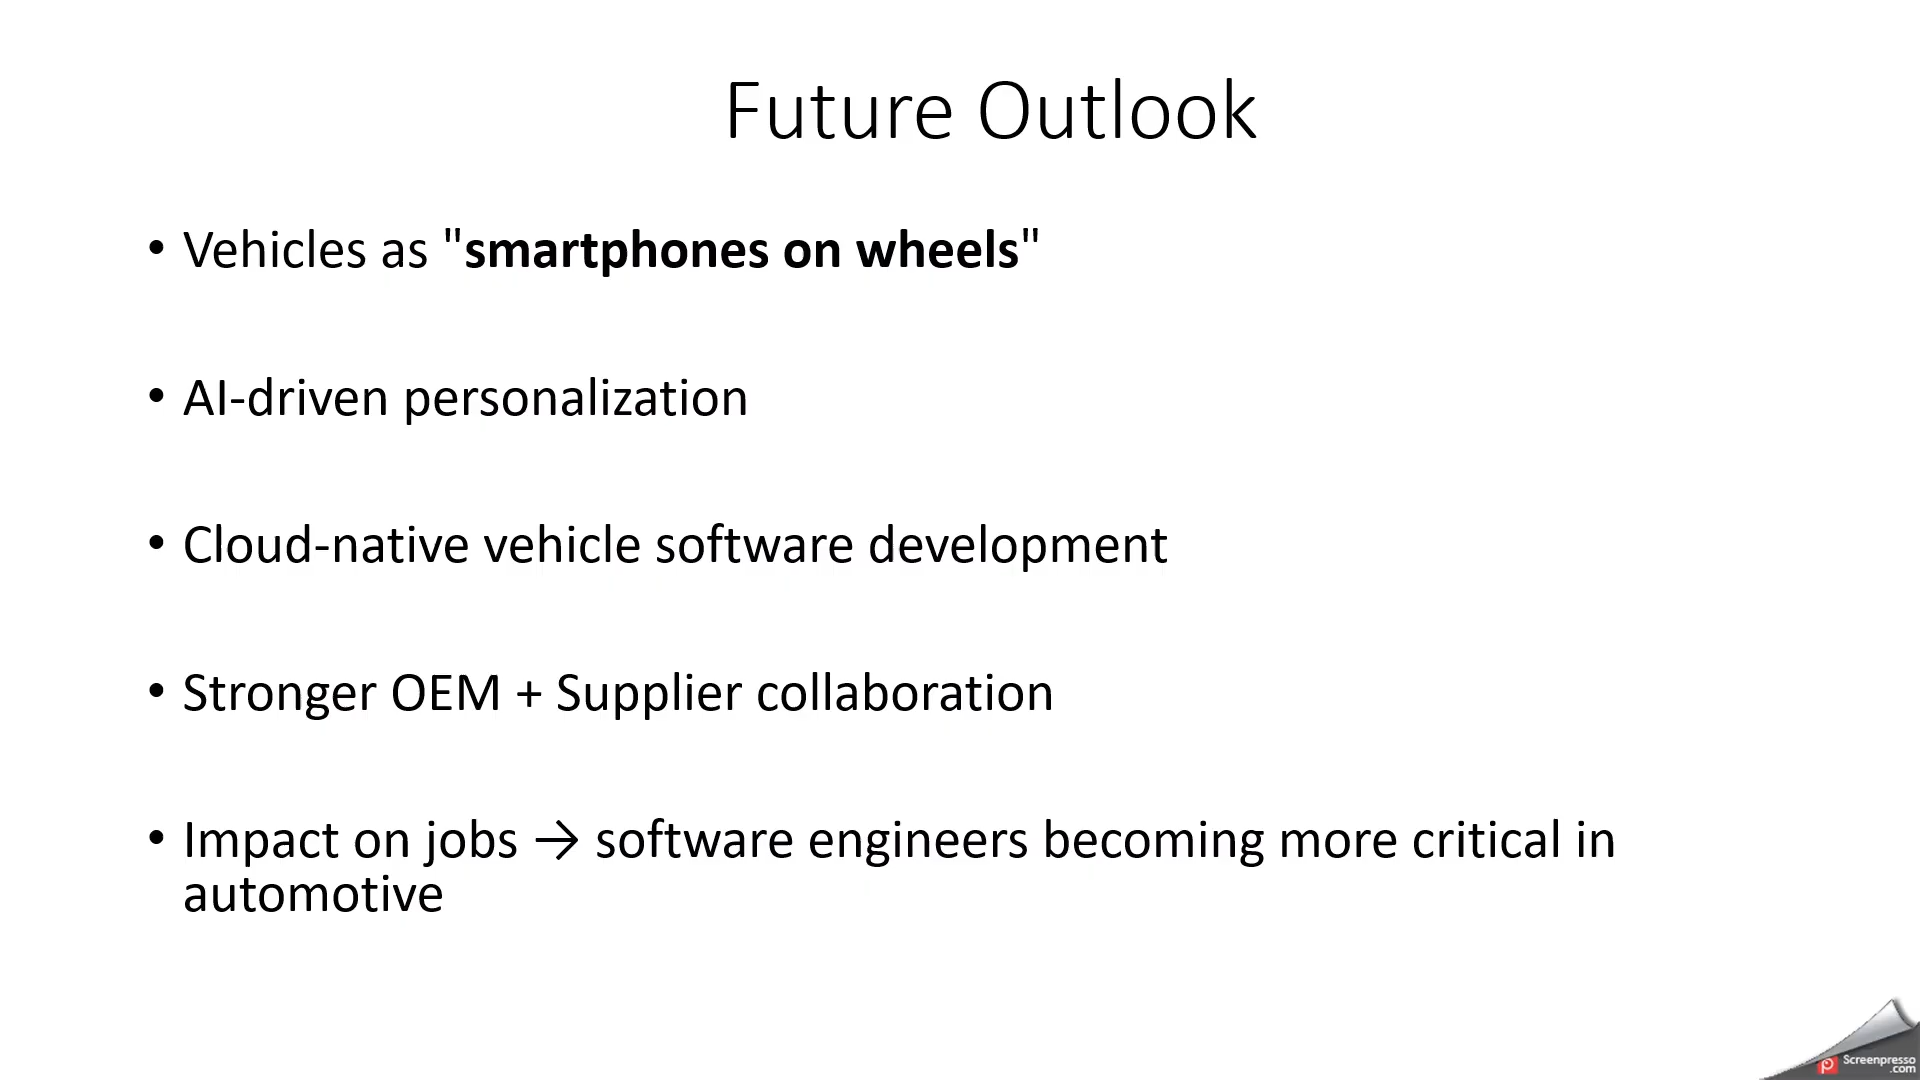 Future Outlook
• Vehicles as "smartphones on wheels"
• AI-driven personalization
• Cloud-native vehicle software development
• Stronger OEM + Supplier collaboration
• Impact on jobs → software engineers becoming more critical in
automotive
Screenpresso
.com